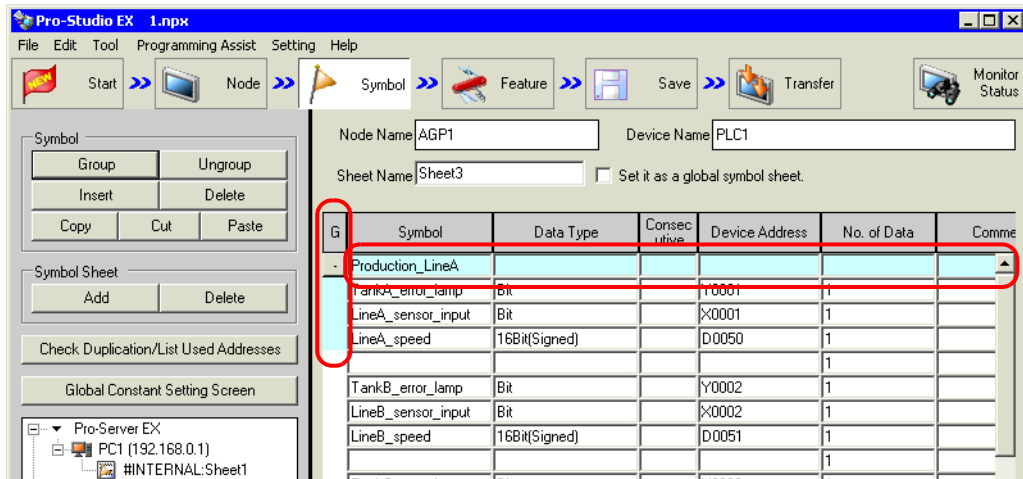 Pro-Studio EX 1.npx
File Edit Tool Programming Assist Setting Help
NEW Start Node Symbol Feature Save Transfer Monitor Status
Symbol
Group Ungroup
Insert Delete
Copy Cut Paste
Symbol Sheet
Add Delete
Check Duplication/List Used Addresses
Global Constant Setting Screen
Pro-Server EX
PC1 (192.168.0.1)
#INTERNAL:Sheet1
Node Name AGP1 Device Name PLC1
Sheet Name Sheet3 Set it as a global symbol sheet.
G Symbol Data Type Consecutive Device Address No. of Data Comme
- Production_LineA
TankA_error_lamp Bit Y0001 1
LineA_sensor_input Bit X0001 1
LineA_speed 16Bit(Signed) D0050 1
1
TankB_error_lamp Bit Y0002 1
LineB_sensor_input Bit X0002 1
LineB_speed 16Bit(Signed) D0051 1
1